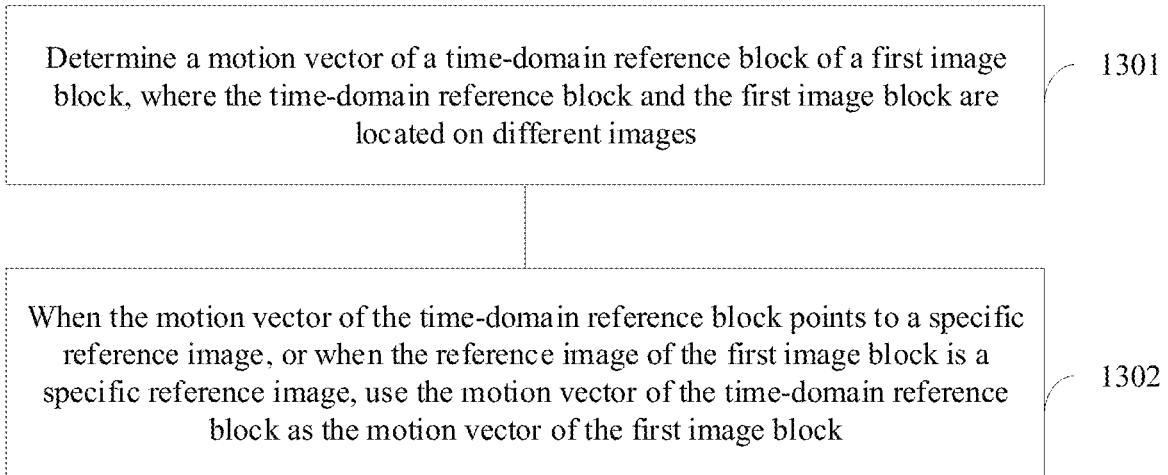 Determine a motion vector of a time-domain reference block of a first image
block, where the time-domain reference block and the first image block are
located on different images
1301
When the motion vector of the time-domain reference block points to a specific
reference image, or when the reference image of the first image block is a
specific reference image, use the motion vector of the time-domain reference
block as the motion vector of the first image block
1302